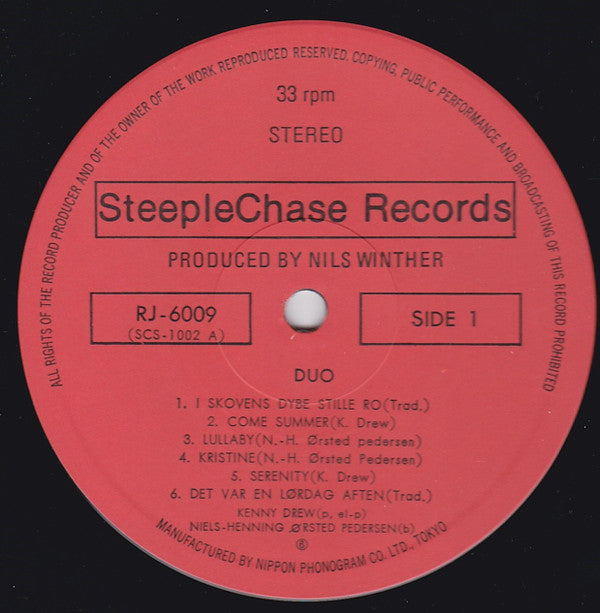 ALL RIGHTS OF THE RECORD PRODUCER AND OF THE OWNER OF THE WORK REPRODUCED RESERVED. COPYING, PUBLIC PERFORMANCE AND BROADCASTING OF THIS RECORD PROHIBITED
33 rpm
STEREO
SteepleChase Records
PRODUCED BY NILS WINTHER
RJ-6009
(SCS-1002 A)
SIDE 1
DUO
1. I SKOVENS DYBE STILLE RO(Trad.)
2. COME SUMMER(K. Drew)
3. LULLABY(N.-H. Ørsted pedersen)
4. KRISTINE(N.-H. Ørsted Pedersen)
5. SERENITY(K. Drew)
6. DET VAR EN LØRDAG AFTEN(Trad.)
KENNY DREW(p, el-p)
NIELS-HENNING ØRSTED PEDERSEN(b)
MANUFACTURED BY NIPPON PHONOGRAM CO. LTD., TOKYO